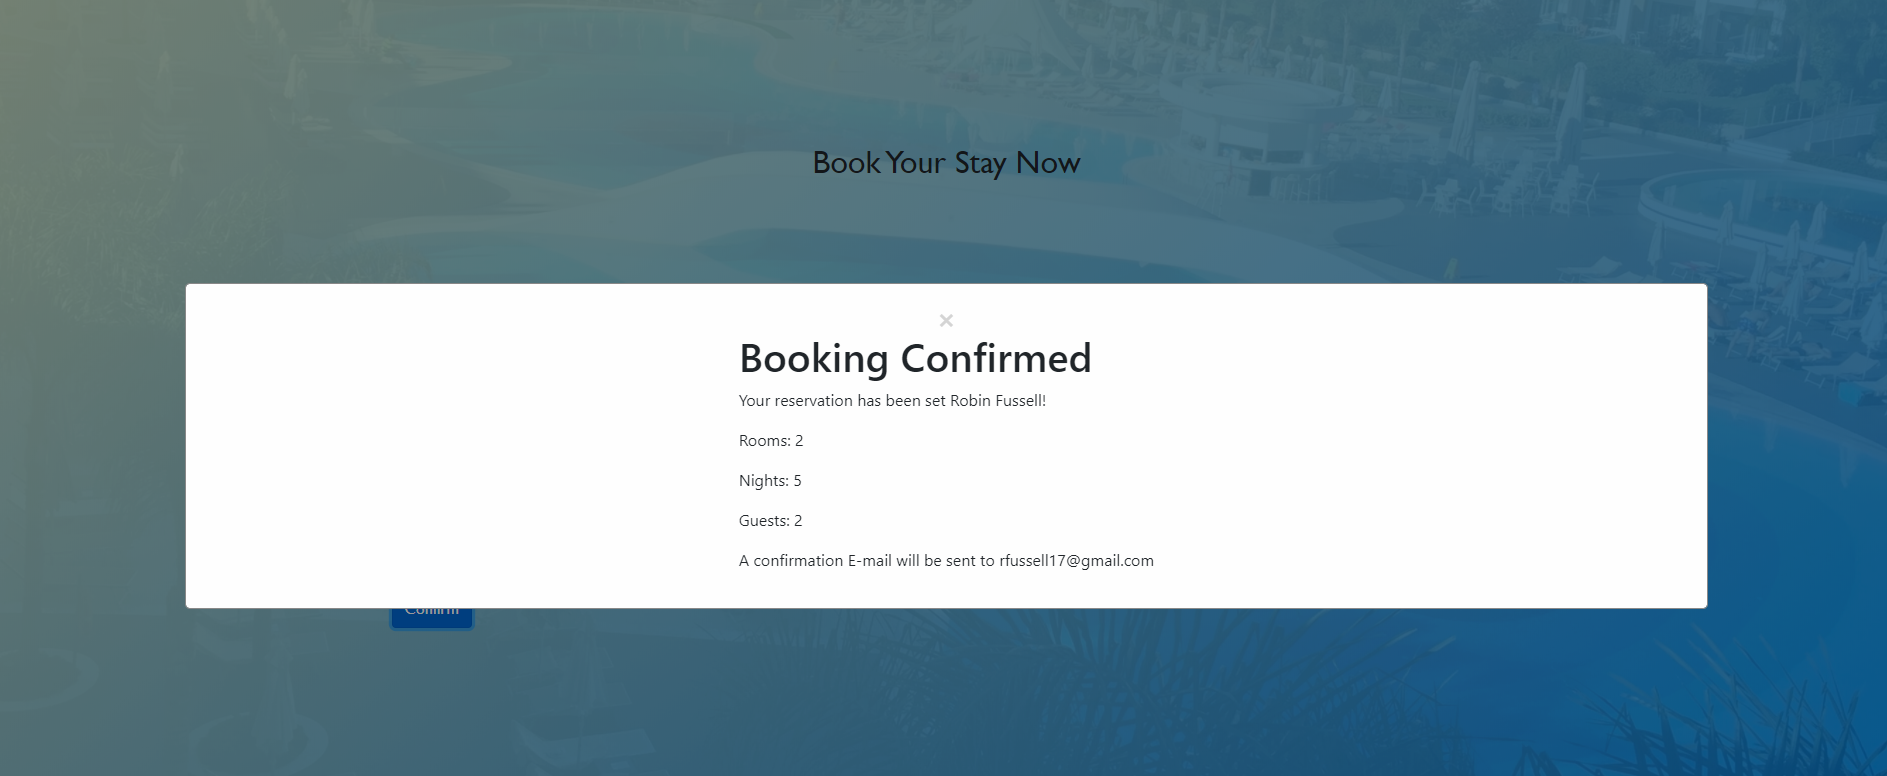 Book Your Stay Now
×
Booking Confirmed
Your reservation has been set Robin Fussell!
Rooms: 2
Nights: 5
Guests: 2
A confirmation E-mail will be sent to rfussell17@gmail.com
Confirm